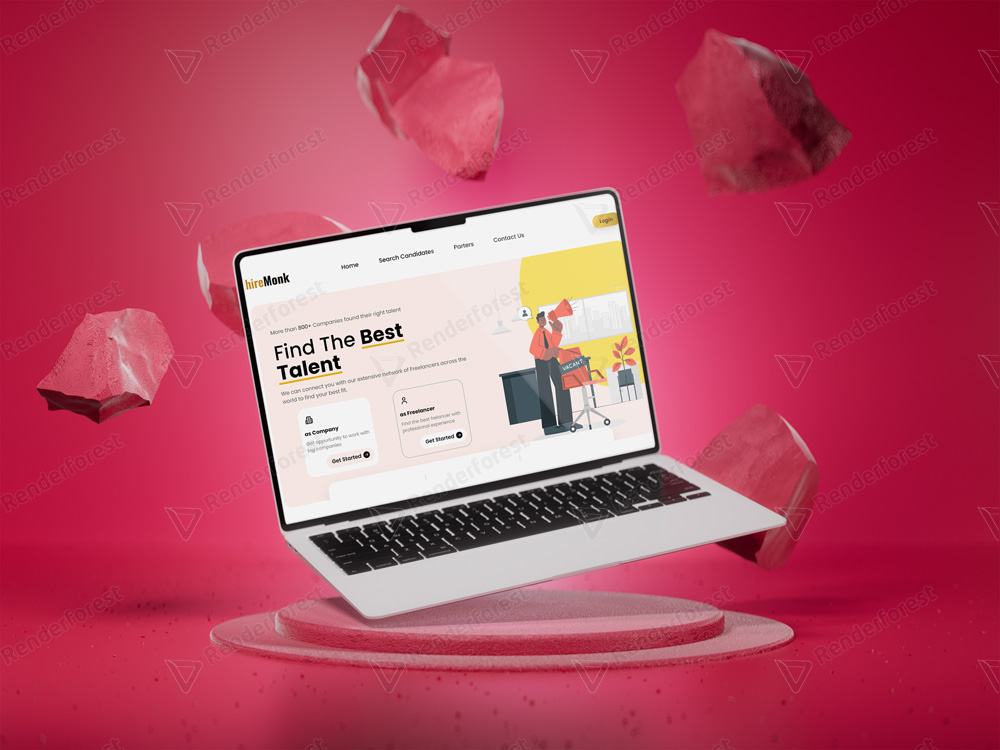 Login
Home
Search Candidates
Porters
Contact Us
hireMonk
More than 800+ Companies found their right talent
Find The Best
Talent
We can connect you with our extensive network of Freelancers across the
world to find your best fit.
as Company
Get opportunity to work with
big companies
Get Started
as Freelancer
Find the best freelancer with
professional experience
Get Started
VACANT
Renderforest